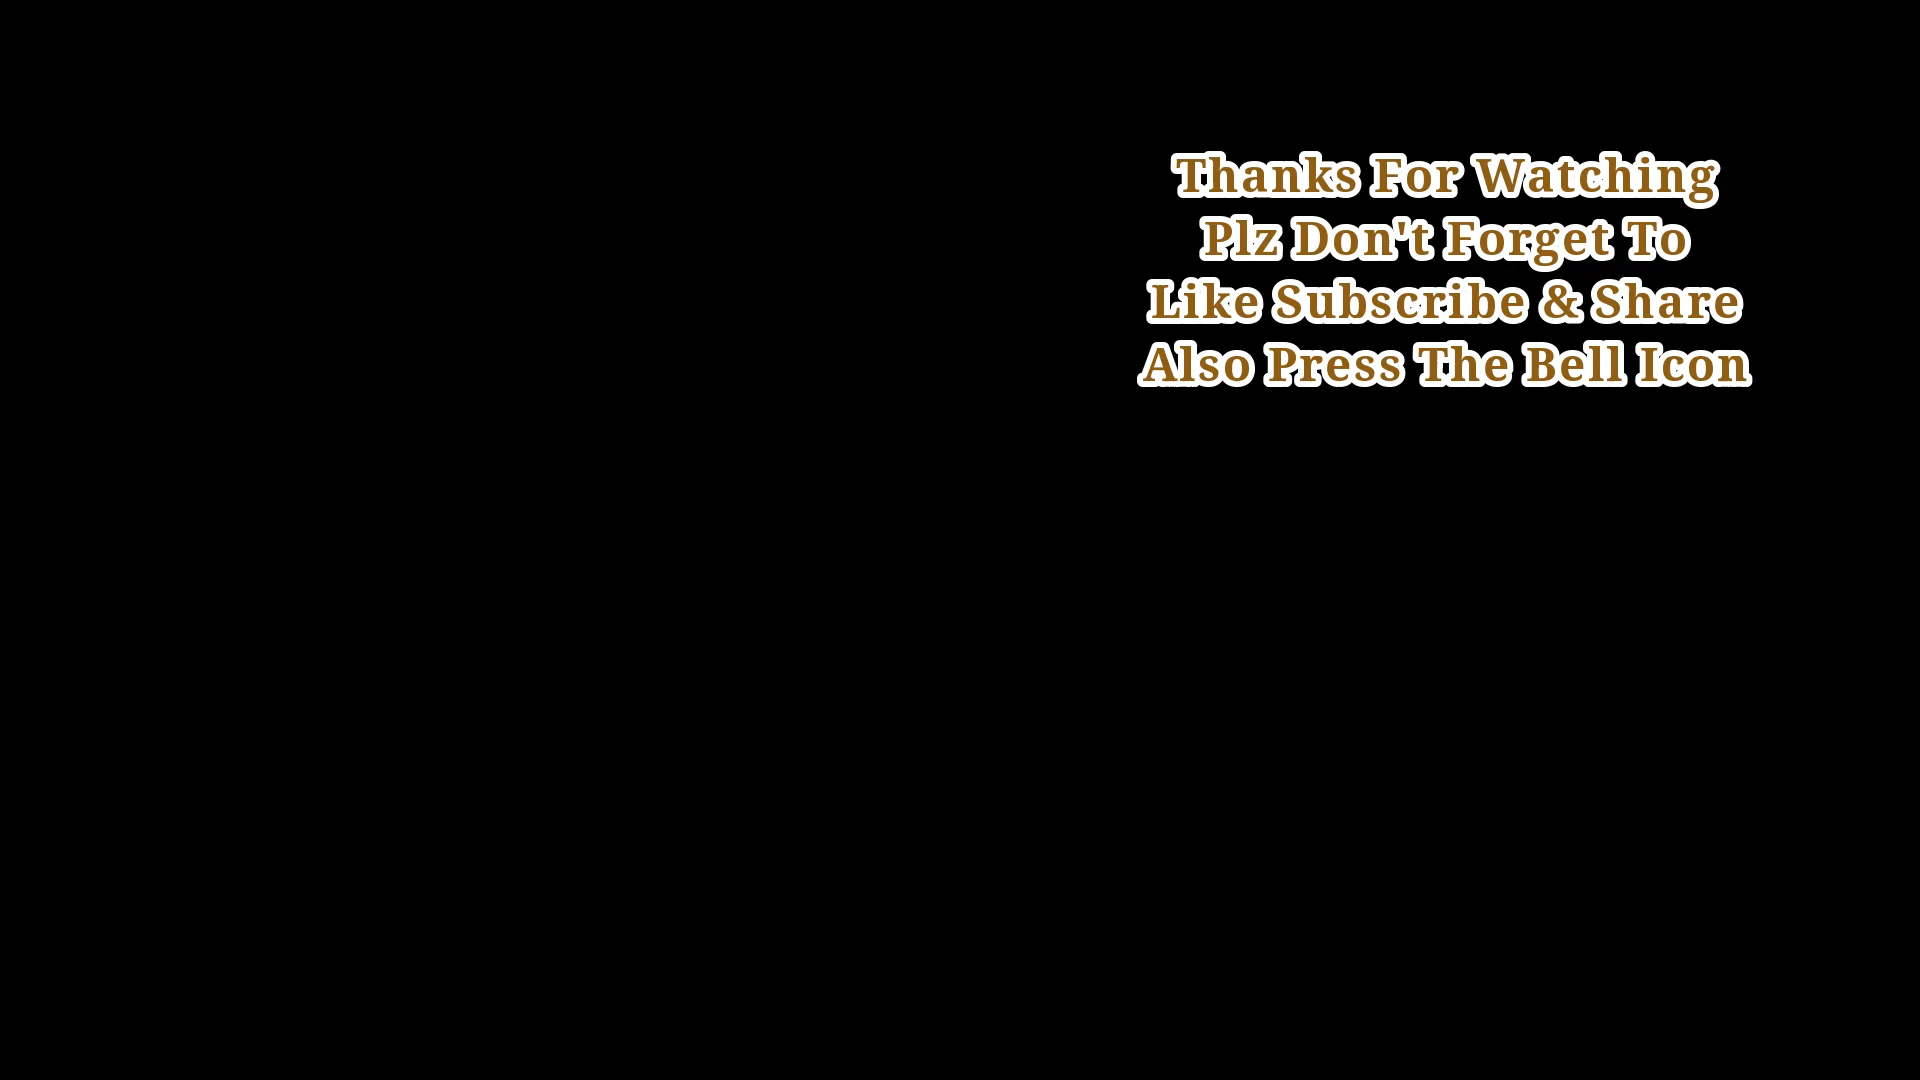 Thanks For Watching
Plz Don't Forget To
Like Subscribe & Share
Also Press The Bell Icon